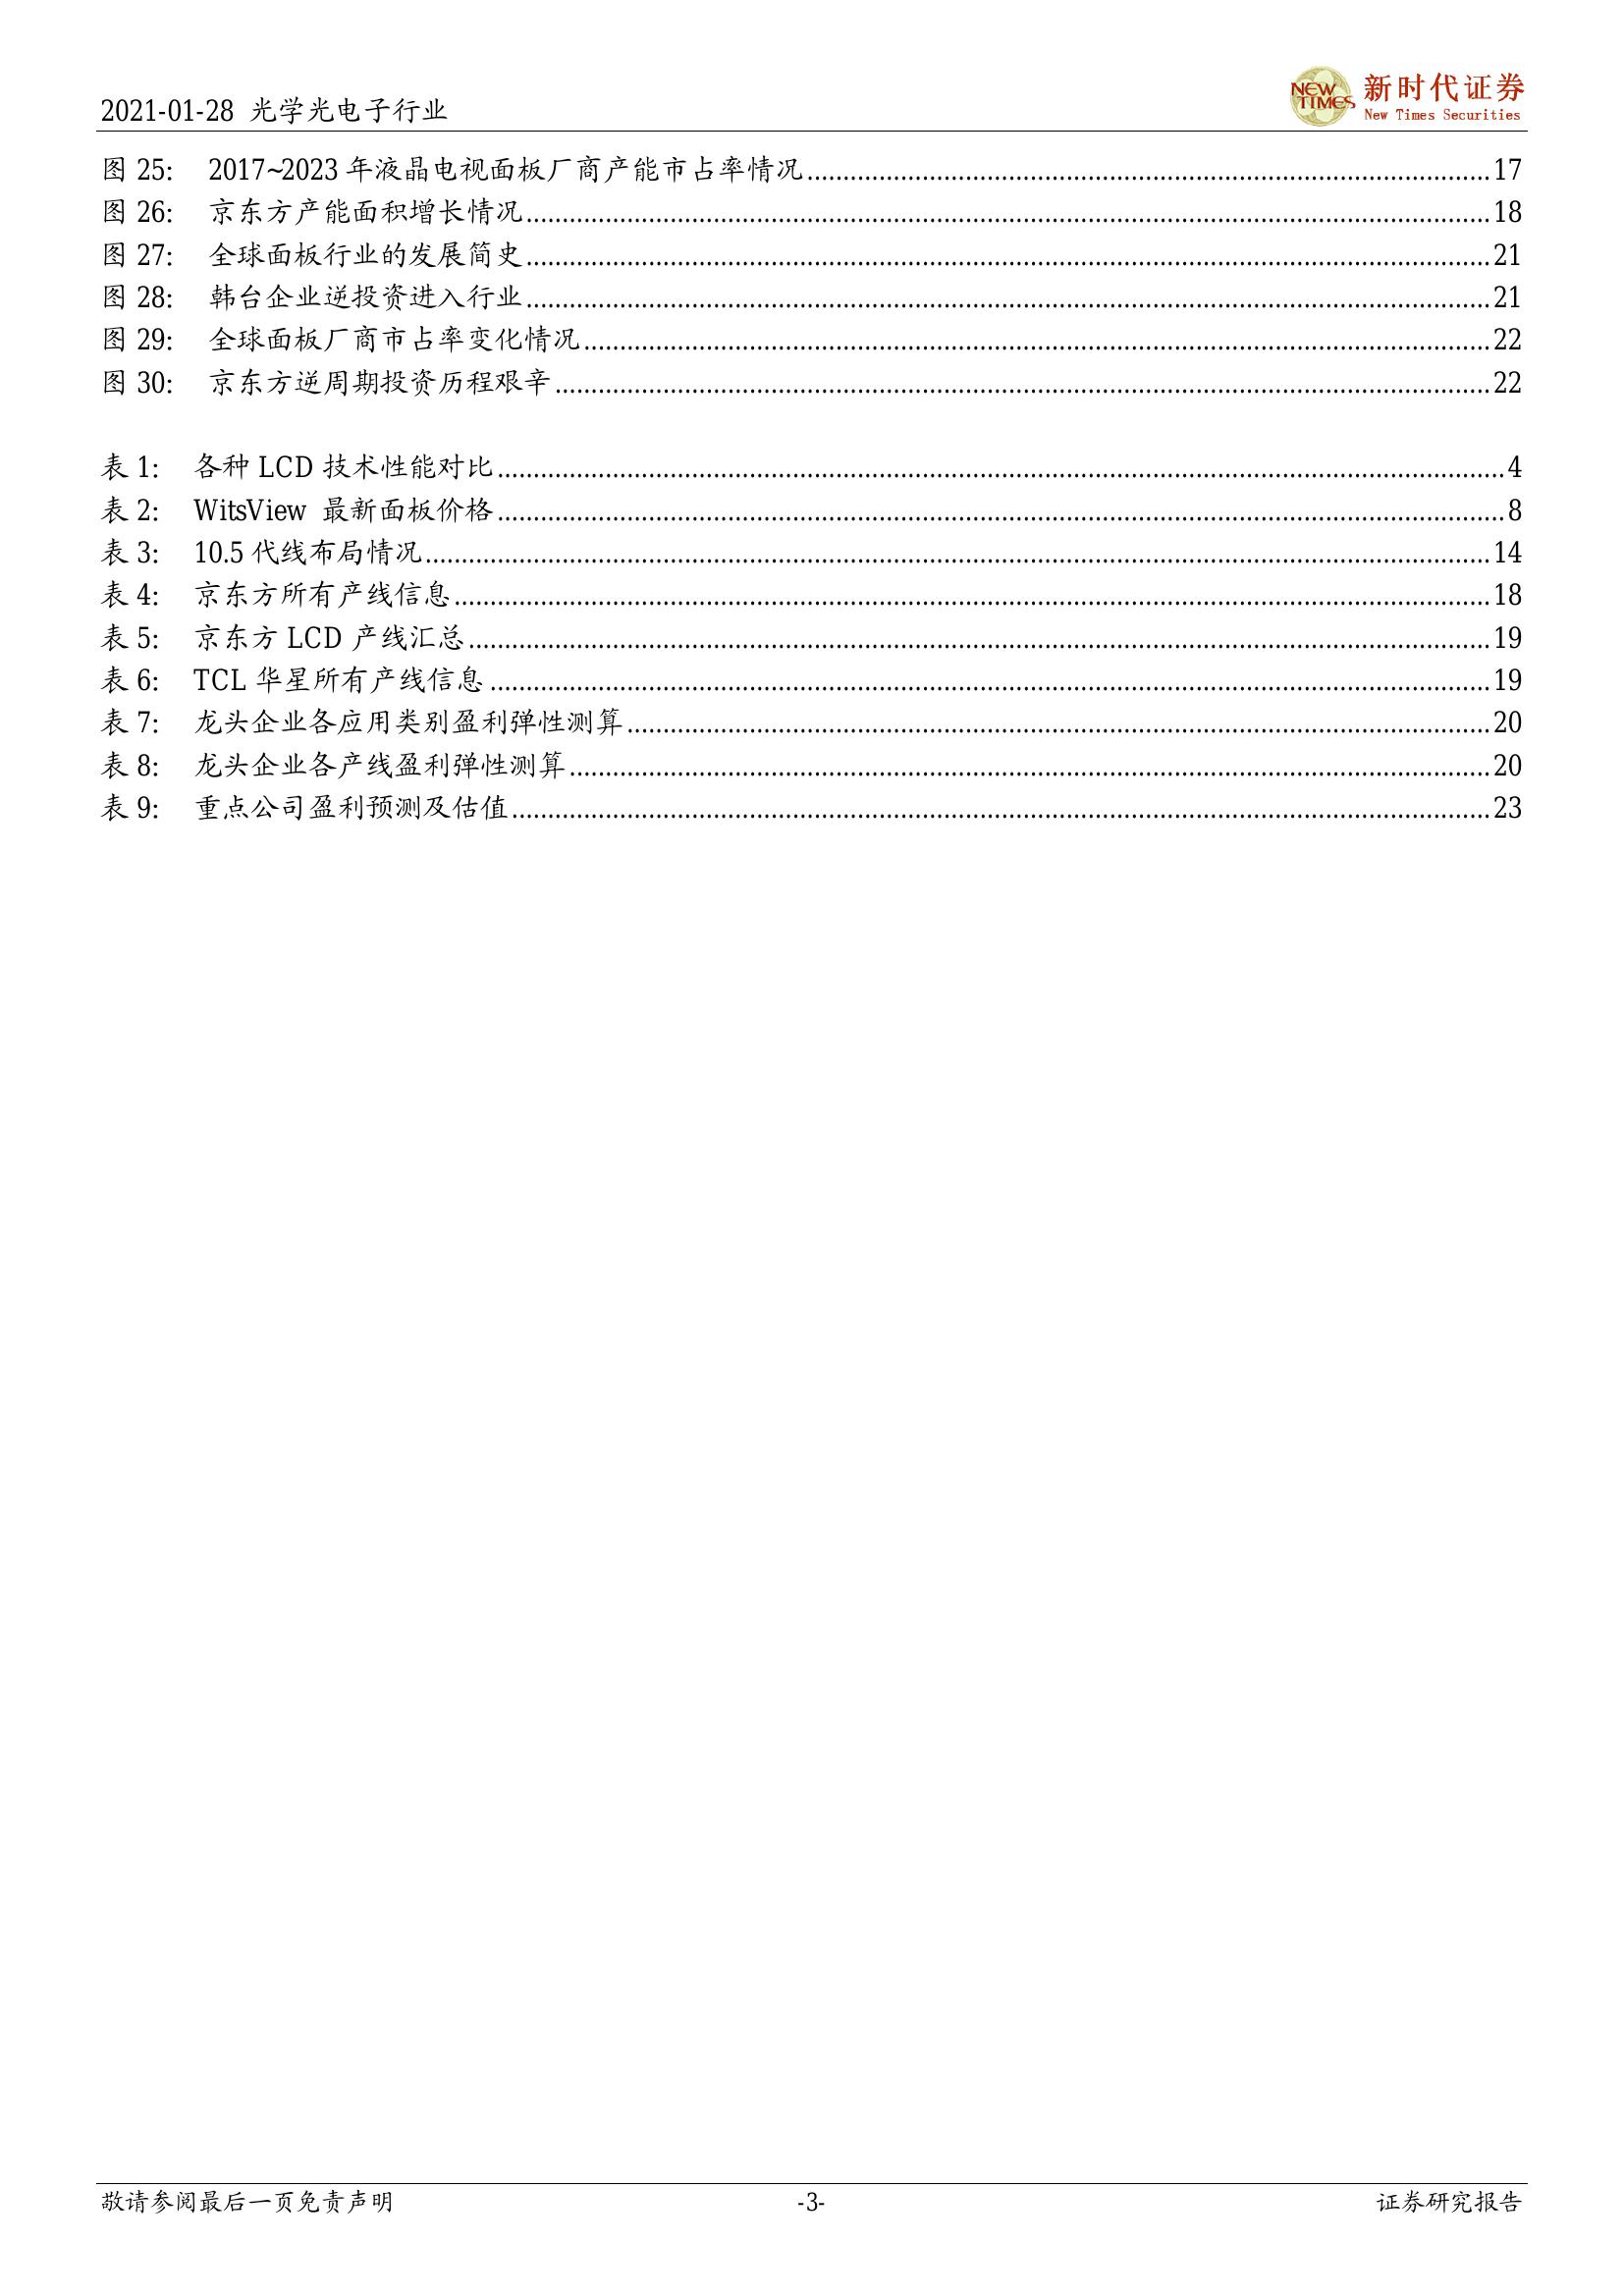 2021-01-28 光学光电子行业
NEW TIMES 新时代证券
New Times Securities
图 25: 2017~2023 年液晶电视面板厂商产能市占率情况 17
图 26: 京东方产能面积增长情况 18
图 27: 全球面板行业的发展简史 21
图 28: 韩台企业逆投资进入行业 21
图 29: 全球面板厂商市占率变化情况 22
图 30: 京东方逆周期投资历程艰辛 22
表 1: 各种 LCD 技术性能对比 4
表 2: WitsView 最新面板价格 8
表 3: 10.5 代线布局情况 14
表 4: 京东方所有产线信息 18
表 5: 京东方 LCD 产线汇总 19
表 6: TCL 华星所有产线信息 19
表 7: 龙头企业各应用类别盈利弹性测算 20
表 8: 龙头企业各产线盈利弹性测算 20
表 9: 重点公司盈利预测及估值 23
敬请参阅最后一页免责声明 -3- 证券研究报告